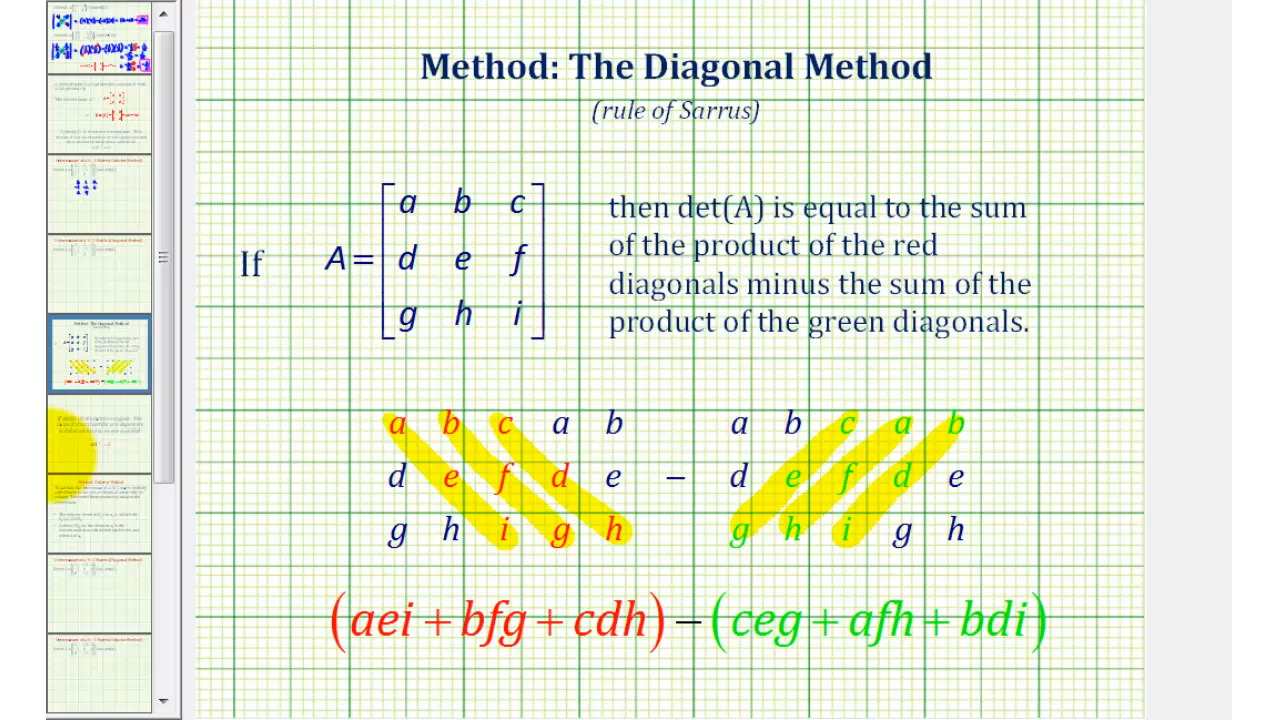 Method: The Diagonal Method
(rule of Sarrus)
a b c
If A = d e f
g h i
then det(A) is equal to the sum
of the product of the red
diagonals minus the sum of the
product of the green diagonals.
a b c a b a b c a b
d e f d e − d e f d e
g h i g h g h i g h
(aei + bfg + cdh) − (ceg + afh + bdi)